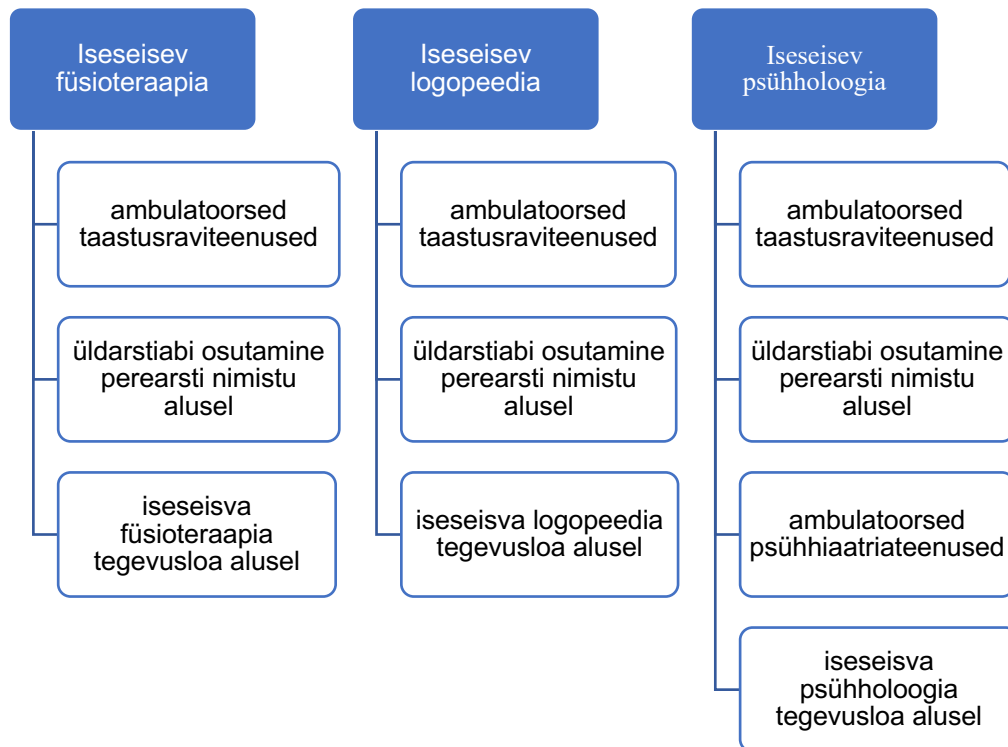 Iseseisev
füsioteraapia
ambulatoorsed
taastusraviteenused
üldarstiabi osutamine
perearsti nimistu
alusel
iseseisva
füsioteraapia
tegevusloa alusel
Iseseisev
logopeedia
ambulatoorsed
taastusraviteenused
üldarstiabi osutamine
perearsti nimistu
alusel
iseseisva logopeedia
tegevusloa alusel
Iseseisev
psühholoogia
ambulatoorsed
taastusraviteenused
üldarstiabi osutamine
perearsti nimistu
alusel
ambulatoorsed
psühhiaatriateenused
iseseisva
psühholoogia
tegevusloa alusel